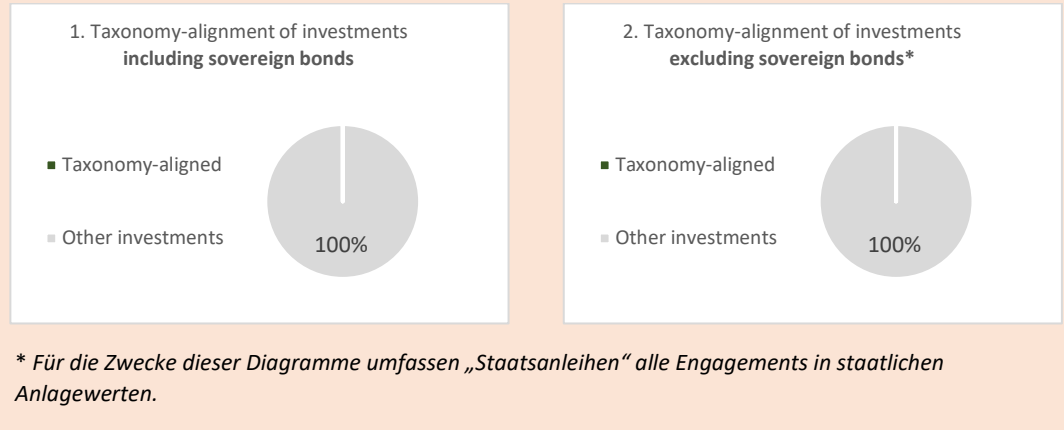 1. Taxonomy-alignment of investments
including sovereign bonds
Taxonomy-aligned
Other investments
100%
2. Taxonomy-alignment of investments
excluding sovereign bonds*
Taxonomy-aligned
Other investments
100%
* Für die Zwecke dieser Diagramme umfassen „Staatsanleihen“ alle Engagements in staatlichen
Anlagewerten.